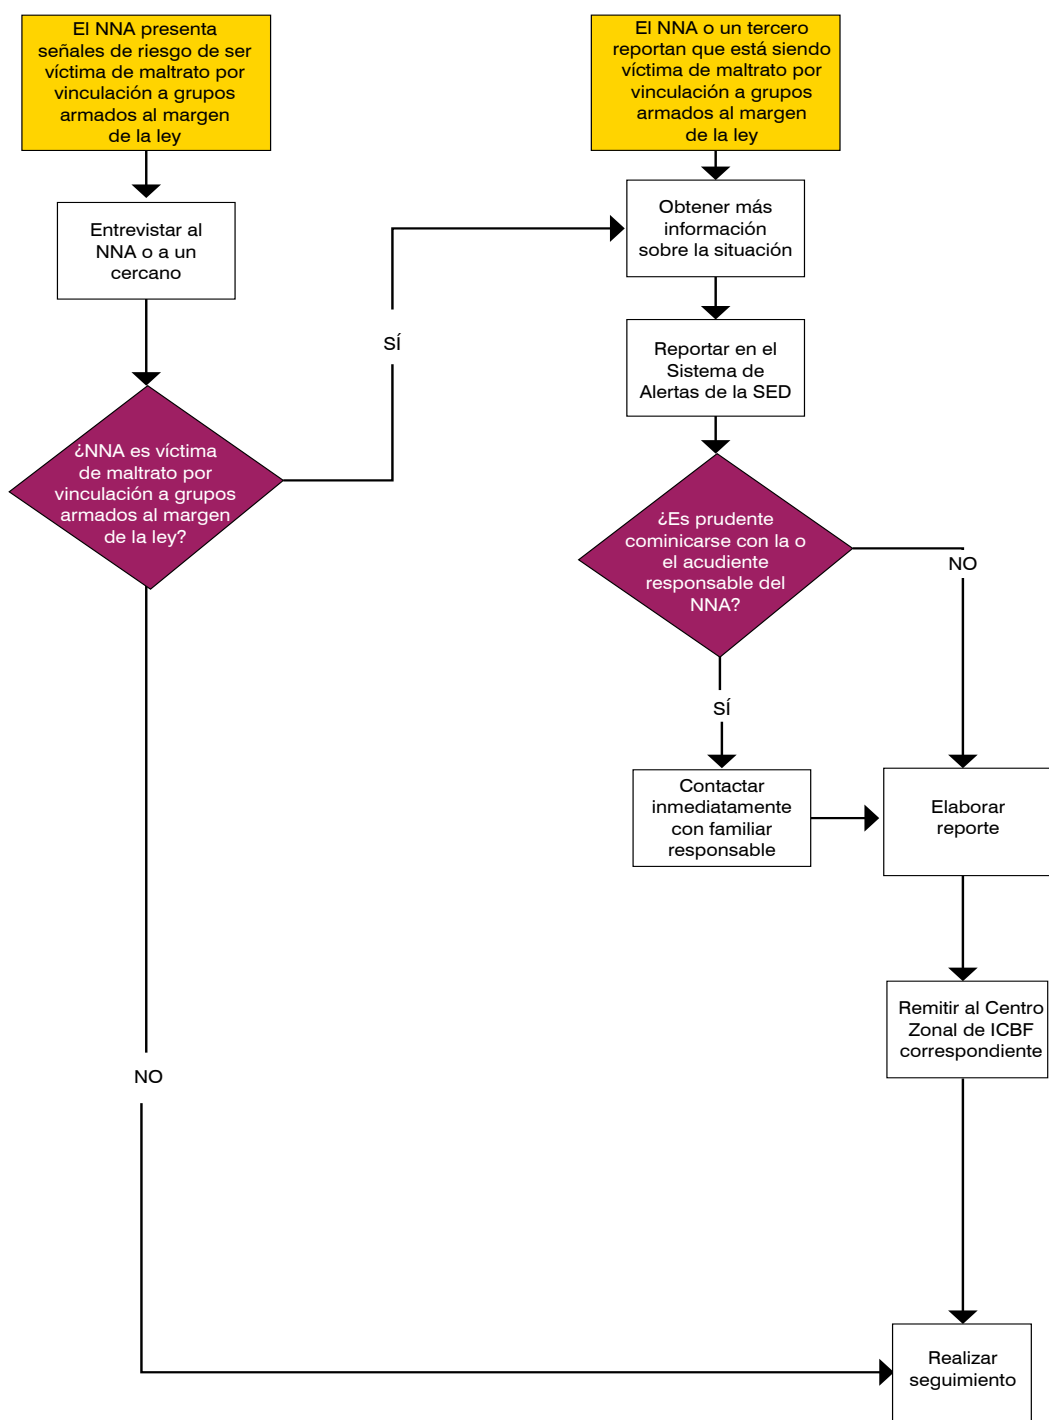 El NNA presenta
señales de riesgo de ser
víctima de maltrato por
vinculación a grupos
armados al margen
de la ley
El NNA o un tercero
reportan que está siendo
víctima de maltrato por
vinculación a grupos
armados al margen
de la ley
Entrevistar al
NNA o a un
cercano
Obtener más
información
sobre la situación
SÍ
Reportar en el
Sistema de
Alertas de la SED
¿NNA es víctima
de maltrato por
vinculación a grupos
armados al margen
de la ley?
¿Es prudente
cominicarse con la o
el acudiente
responsable del
NNA?
NO
SÍ
Contactar
inmediatamente
con familiar
responsable
Elaborar
reporte
Remitir al Centro
Zonal de ICBF
correspondiente
NO
Realizar
seguimiento